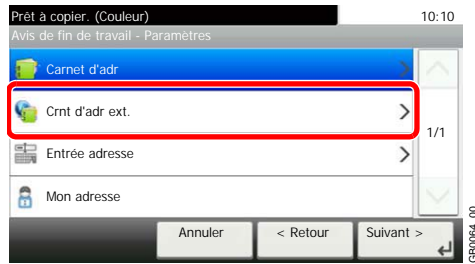 Prêt à copier. (Couleur) 10:10
Avis de fin de travail - Paramètres
Carnet d'adr
Crnt d'adr ext.
1/1
Entrée adresse
Mon adresse
Annuler < Retour Suivant >
GB0064_00